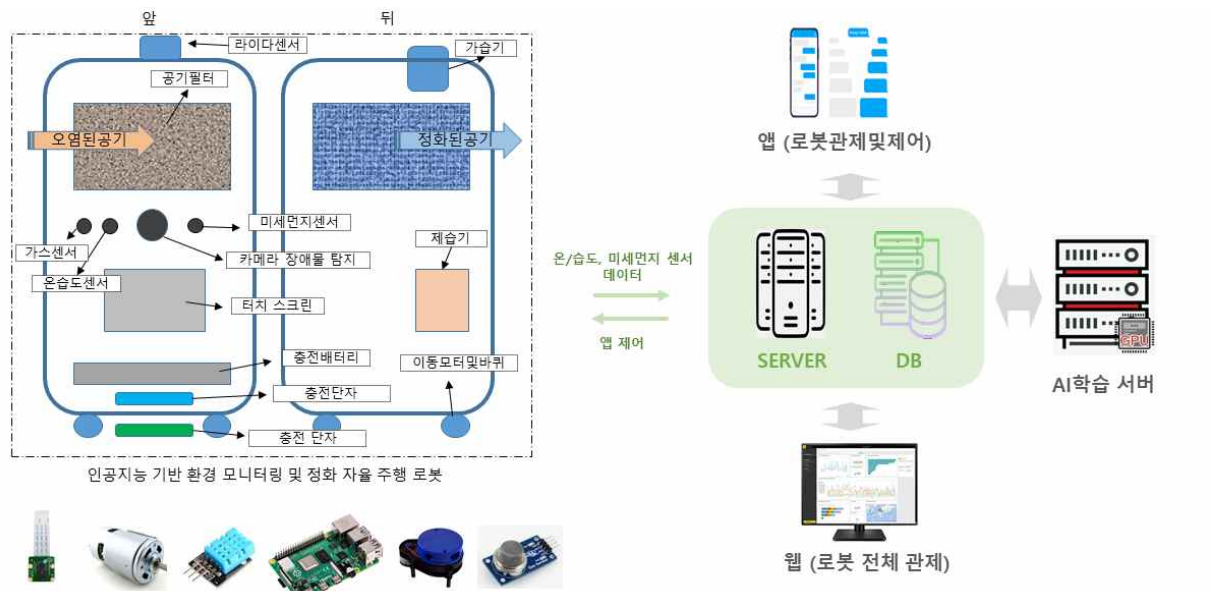 앞
뒤
라이다센서
가습기
공기필터
오염된공기
정화된공기
미세먼지센서
가스센서
카메라 장애물 탐지
제습기
온습도센서
터치 스크린
충전배터리
이동모터및바퀴
충전단자
충전 단자
인공지능 기반 환경 모니터링 및 정화 자율 주행 로봇
온/습도, 미세먼지 센서
데이터
앱 제어
앱 (로봇관제및제어)
SERVER
DB
GPU
AI학습 서버
웹 (로봇 전체 관제)